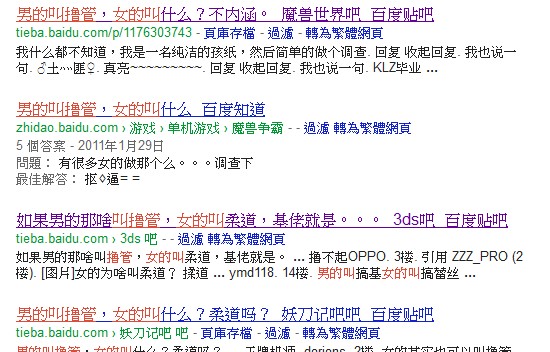 男的叫撸管，女的叫什么？不内涵。 魔兽世界吧_百度贴吧
tieba.baidu.com/p/1176303743 - 頁庫存檔 - 過濾 - 轉為繁體網頁
我什么都不知道，我是一名纯洁的孩纸，然后简单的做个调查. 回复 收起回复. 我也说一
句. ♂土灬匪♀. 真亮~~~~~~~~~. 回复 收起回复. 我也说一句. KLZ毕业 ...
男的叫撸管，女的叫什么_百度知道
zhidao.baidu.com › 游戏 › 单机游戏 › 魔兽争霸 - - 過濾 轉為繁體網頁
5 個答案 - 2011年1月29日
問題： 有很多女的做那个么。。。调查下
最佳解答： 抠◊逼= =
如果男的那啥叫撸管，女的叫柔道，基佬就是。。。_3ds吧_百度贴吧
tieba.baidu.com › 3ds 吧 - - 過濾 轉為繁體網頁
如果男的那啥叫撸管，女的叫柔道，基佬就是。 ... 撸不起OPPO. 3楼. 引用 ZZZ_PRO (2
楼). [图片]女的为啥叫柔道？ 揉道 ... ymd118. 14楼. 男的叫搞基女的叫搞蕾丝 ...
男的叫撸管，女的叫什么？柔道吗？_妖刀记吧吧_百度贴吧
tieba.baidu.com › 妖刀记吧 吧 - 頁庫存檔 - 過濾 - 轉為繁體網頁